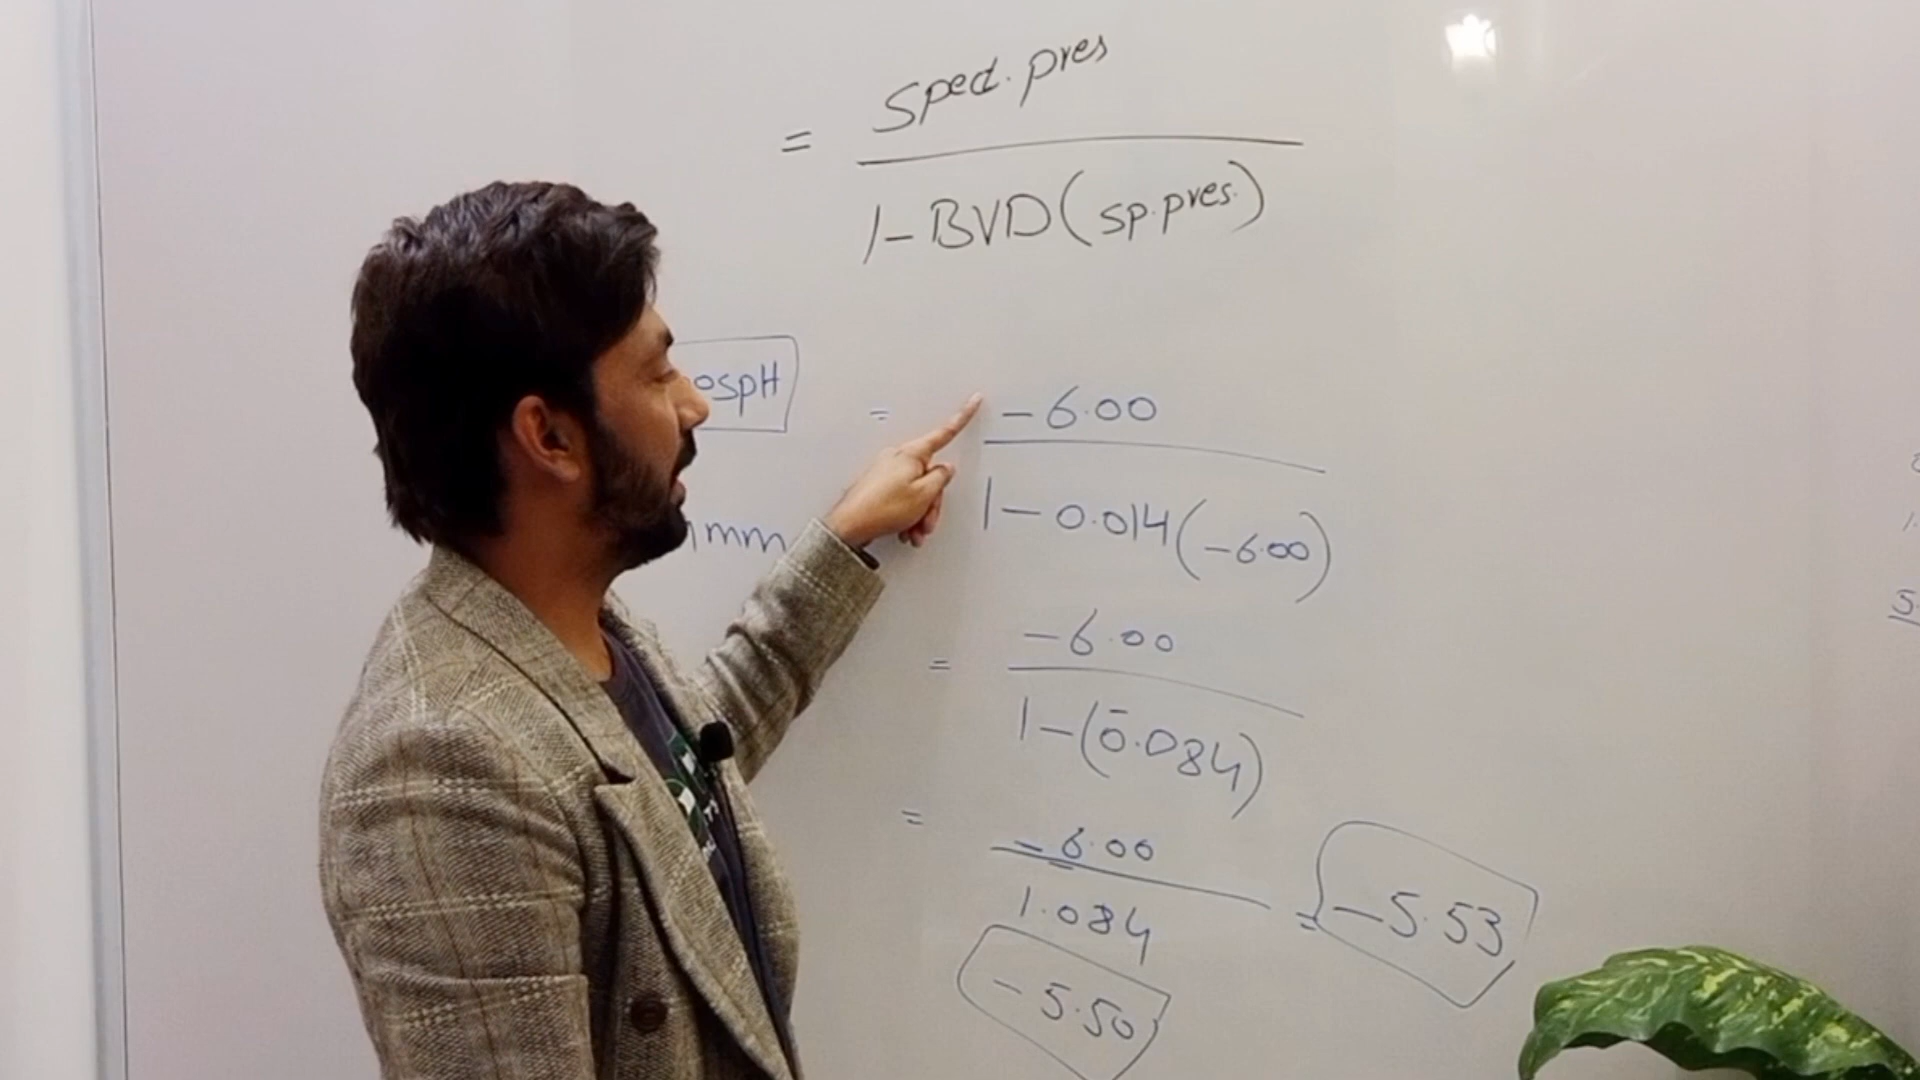 = Spect. pres
1-BVD(sp.pres.)
ospH
= -6.00
1-0.014(-6.00)
mm
= -6.00
1-(-0.084)
= -6.00
1.084
= -5.53
-5.50